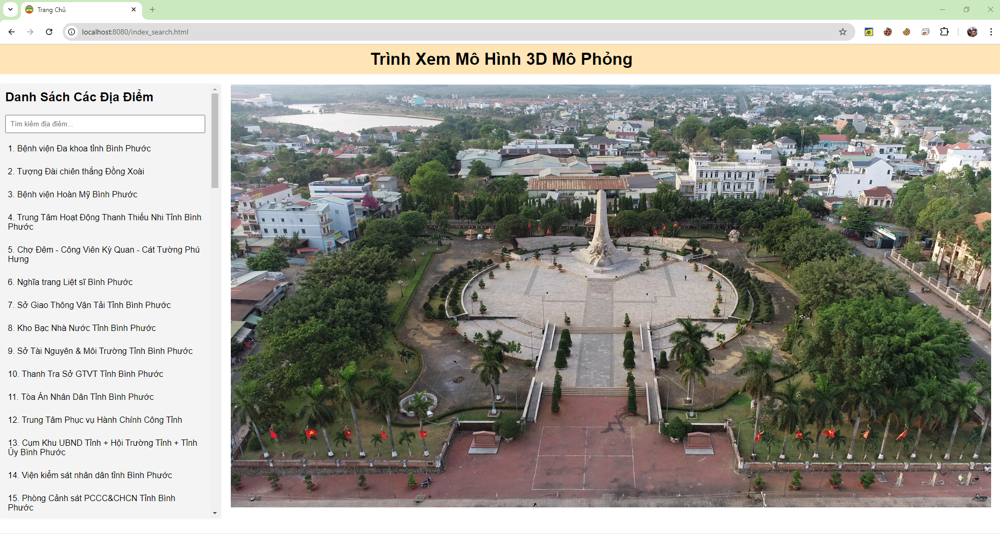 Trang Chủ
localhost:8080/index_search.html
Trình Xem Mô Hình 3D Mô Phỏng
Danh Sách Các Địa Điểm
Tìm kiếm địa điểm...
1. Bệnh viện Đa khoa tỉnh Bình Phước
2. Tượng Đài chiên thắng Đồng Xoài
3. Bệnh viện Hoàn Mỹ Bình Phước
4. Trung Tâm Hoạt Động Thanh Thiếu Nhi Tỉnh Bình
Phước
5. Chợ Đêm - Công Viên Kỳ Quan - Cát Tường Phú
Hưng
6. Nghĩa trang Liệt sĩ Bình Phước
7. Sở Giao Thông Vận Tải Tỉnh Bình Phước
8. Kho Bạc Nhà Nước Tỉnh Bình Phước
9. Sở Tài Nguyên & Môi Trường Tỉnh Bình Phước
10. Thanh Tra Sở GTVT Tỉnh Bình Phước
11. Tòa Án Nhân Dân Tỉnh Bình Phước
12. Trung Tâm Phục vụ Hành Chính Công Tỉnh
13. Cụm Khu UBND Tỉnh + Hội Trường Tỉnh + Tỉnh
Ủy Bình Phước
14. Viện kiểm sát nhân dân tỉnh Bình Phước
15. Phòng Cảnh sát PCCC&CHCN Tỉnh Bình
Phước